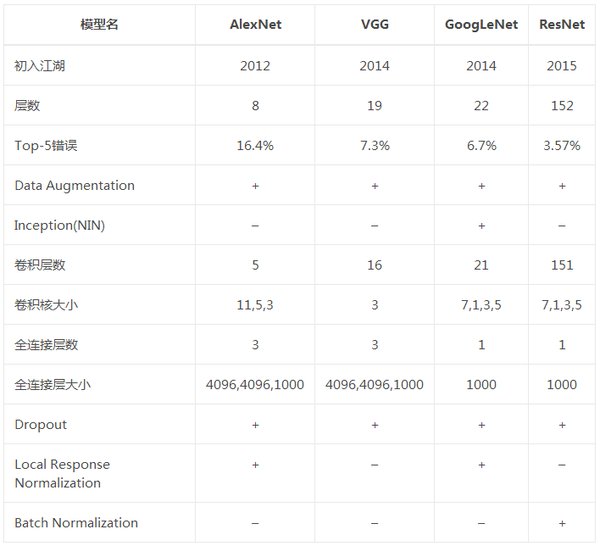 模型名 AlexNet VGG GoogLeNet ResNet
初入江湖 2012 2014 2014 2015
层数 8 19 22 152
Top-5错误 16.4% 7.3% 6.7% 3.57%
Data Augmentation + + + +
Inception(NIN) – – + –
卷积层数 5 16 21 151
卷积核大小 11,5,3 3 7,1,3,5 7,1,3,5
全连接层数 3 3 1 1
全连接层大小 4096,4096,1000 4096,4096,1000 1000 1000
Dropout + + + +
Local Response
Normalization + – + –
Batch Normalization – – – +